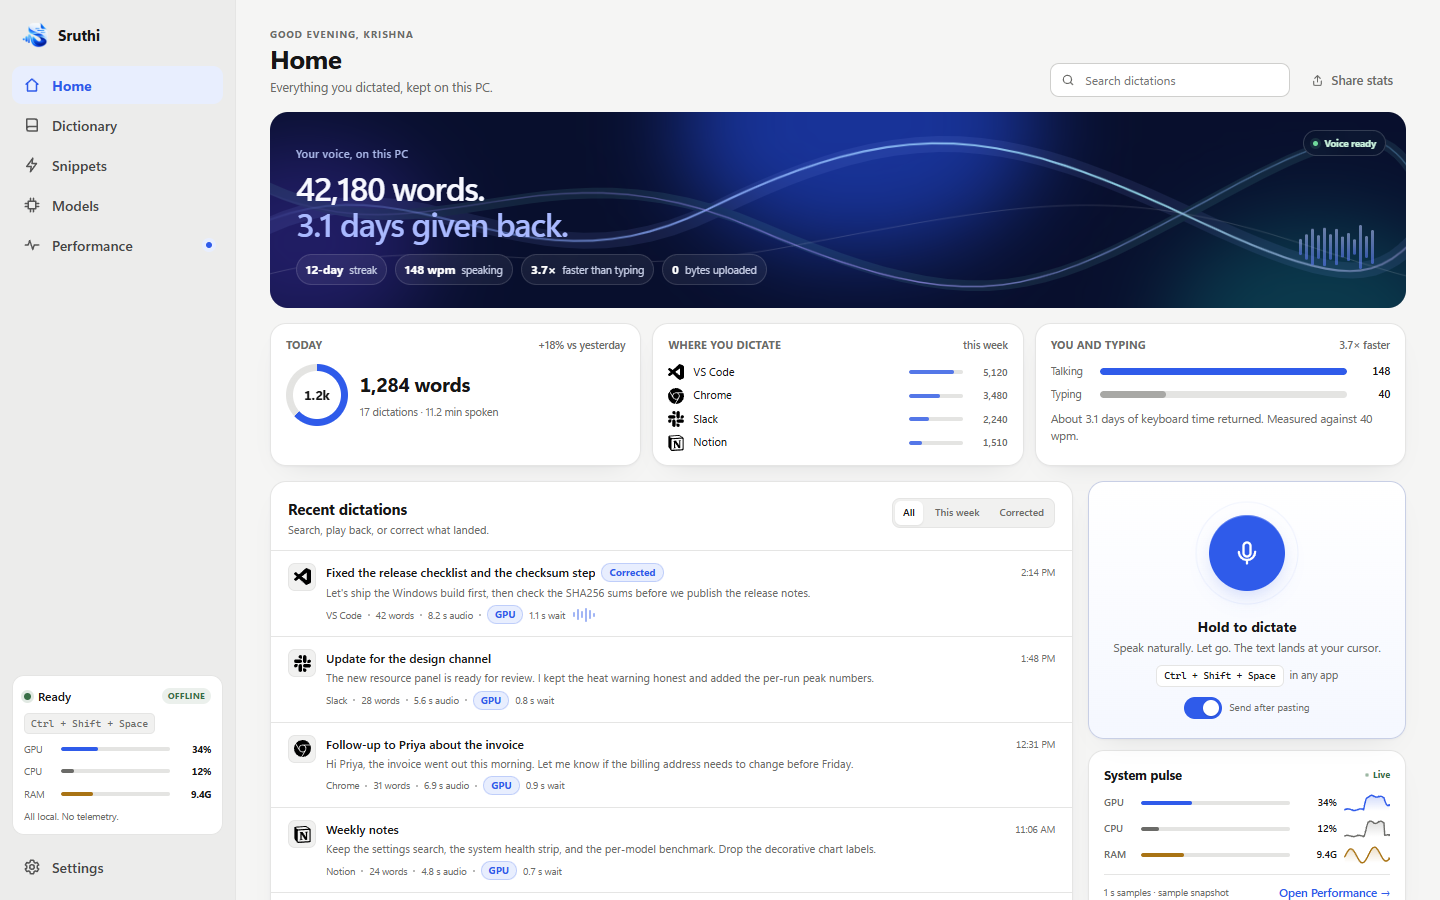 Sruthi
Home
Dictionary
Snippets
Models
Performance
Ready OFFLINE
Ctrl + Shift + Space
GPU 34%
CPU 12%
RAM 9.4G
All local. No telemetry.
Settings
GOOD EVENING, KRISHNA
Home
Everything you dictated, kept on this PC.
Search dictations
Share stats
Your voice, on this PC
Voice ready
42,180 words.
3.1 days given back.
12-day streak
148 wpm speaking
3.7× faster than typing
0 bytes uploaded
TODAY +18% vs yesterday
1.2k
1,284 words
17 dictations · 11.2 min spoken
WHERE YOU DICTATE this week
VS Code 5,120
Chrome 3,480
Slack 2,240
Notion 1,510
YOU AND TYPING 3.7× faster
Talking 148
Typing 40
About 3.1 days of keyboard time returned. Measured against 40
wpm.
Recent dictations
Search, play back, or correct what landed.
All This week Corrected
Fixed the release checklist and the checksum step Corrected 2:14 PM
Let's ship the Windows build first, then check the SHA256 sums before we publish the release notes.
VS Code · 42 words · 8.2 s audio · GPU 1.1 s wait
Update for the design channel 1:48 PM
The new resource panel is ready for review. I kept the heat warning honest and added the per-run peak numbers.
Slack · 28 words · 5.6 s audio · GPU 0.8 s wait
Follow-up to Priya about the invoice 12:31 PM
Hi Priya, the invoice went out this morning. Let me know if the billing address needs to change before Friday.
Chrome · 31 words · 6.9 s audio · GPU 0.9 s wait
Weekly notes 11:06 AM
Keep the settings search, the system health strip, and the per-model benchmark. Drop the decorative chart labels.
Notion · 24 words · 4.8 s audio · GPU 0.7 s wait
Hold to dictate
Speak naturally. Let go. The text lands at your cursor.
Ctrl + Shift + Space in any app
Send after pasting
System pulse Live
GPU 34%
CPU 12%
RAM 9.4G
1 s samples · sample snapshot Open Performance →